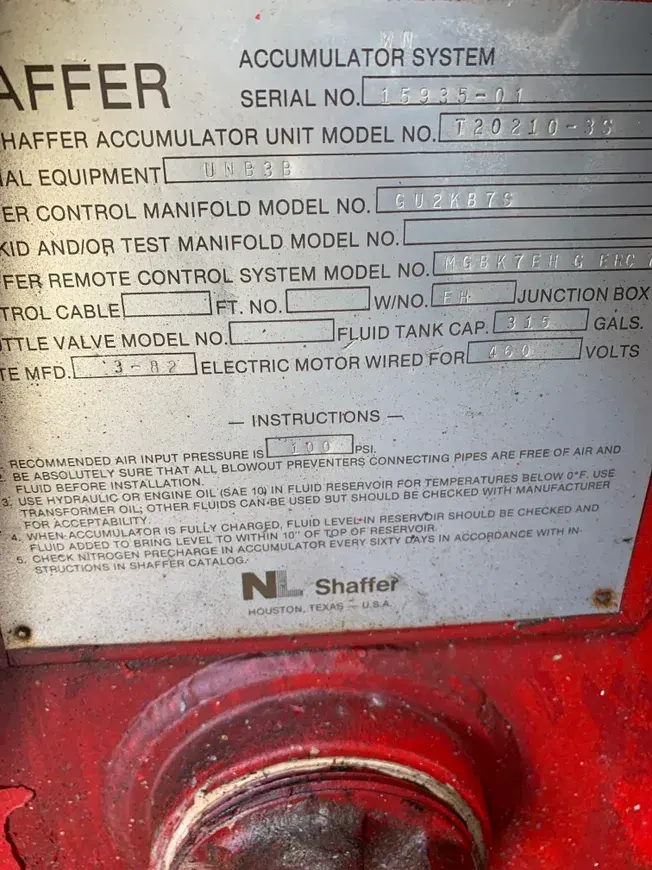 MN
ACCUMULATOR SYSTEM
AFFER
SERIAL NO. 15935-01
HAFFER ACCUMULATOR UNIT MODEL NO. T20210-3S
IAL EQUIPMENT UNB3B
ER CONTROL MANIFOLD MODEL NO. GU2KB7S
KID AND/OR TEST MANIFOLD MODEL NO.
FER REMOTE CONTROL SYSTEM MODEL NO. MGBK7EH G
TROL CABLE FT. NO. W/NO. EH JUNCTION BOX
TTLE VALVE MODEL NO. FLUID TANK CAP. 315 GALS.
TE MFD. 3-82 ELECTRIC MOTOR WIRED FOR 460 VOLTS
— INSTRUCTIONS —
RECOMMENDED AIR INPUT PRESSURE IS 100 PSI.
BE ABSOLUTELY SURE THAT ALL BLOWOUT PREVENTERS CONNECTING PIPES ARE FREE OF AIR AND
FLUID BEFORE INSTALLATION.
3. USE HYDRAULIC OR ENGINE OIL (SAE 10) IN FLUID RESERVOIR FOR TEMPERATURES BELOW 0°F. USE
TRANSFORMER OIL; OTHER FLUIDS CAN BE USED BUT SHOULD BE CHECKED WITH MANUFACTURER
FOR ACCEPTABILITY.
4. WHEN ACCUMULATOR IS FULLY CHARGED, FLUID LEVEL IN RESERVOIR SHOULD BE CHECKED AND
FLUID ADDED TO BRING LEVEL TO WITHIN 10" OF TOP OF RESERVOIR.
5. CHECK NITROGEN PRECHARGE IN ACCUMULATOR EVERY SIXTY DAYS IN ACCORDANCE WITH IN-
STRUCTIONS IN SHAFFER CATALOG.
NL Shaffer
HOUSTON, TEXAS — U.S.A.